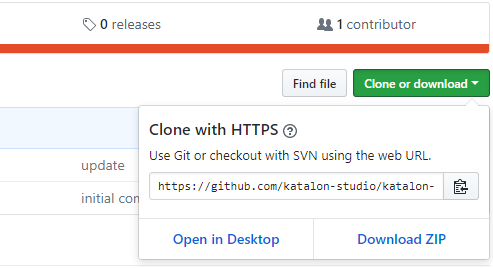 0 releases
1 contributor
Find file
Clone or download
Clone with HTTPS
Use Git or checkout with SVN using the web URL.
update
https://github.com/katalon-studio/katalon-
initial con
Open in Desktop
Download ZIP